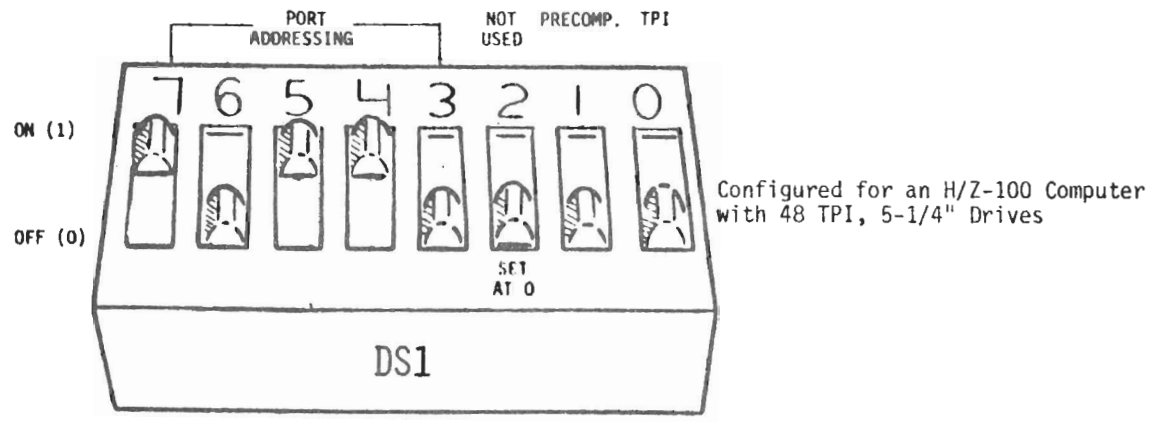 PORT
ADDRESSING
NOT
USED
PRECOMP.
TPI
7 6 5 4 3 2 1 0
ON (1)
OFF (0)
SET
AT 0
Configured for an H/Z-100 Computer
with 48 TPI, 5-1/4" Drives
DS1